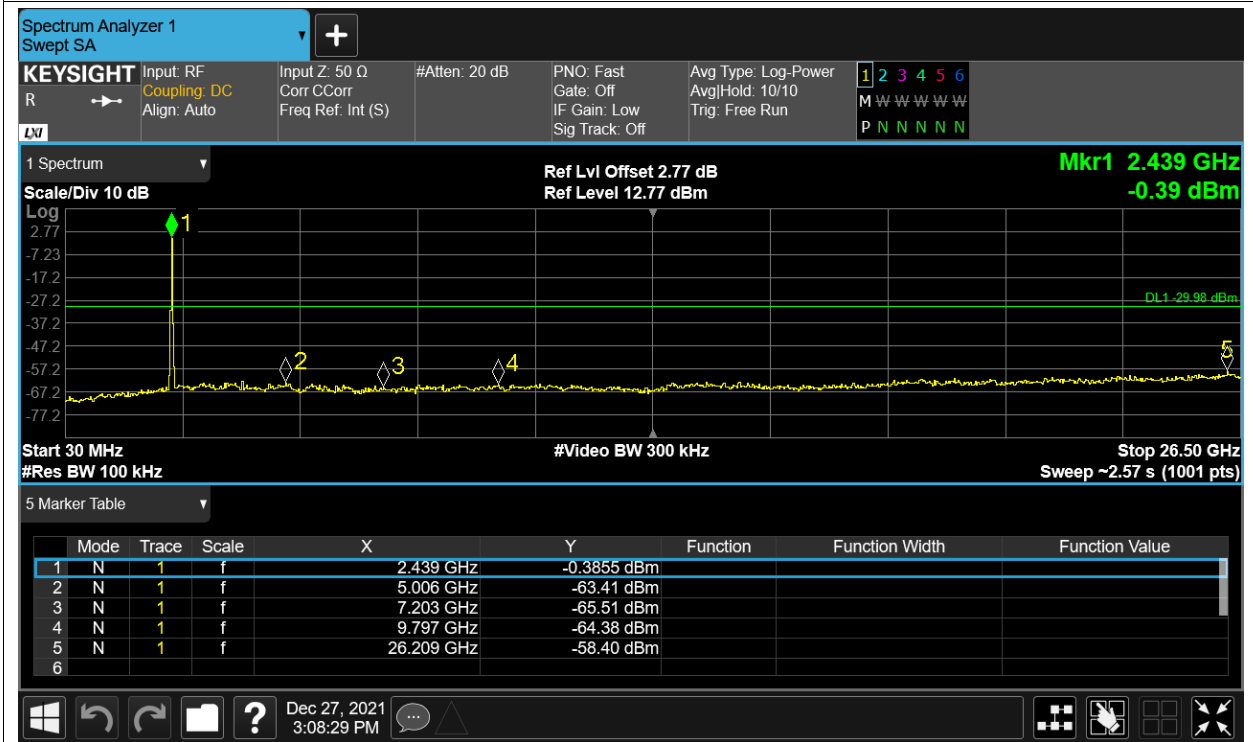 Spectrum Analyzer 1
Swept SA
+
KEYSIGHT Input: RF Input Z: 50 Ω #Atten: 20 dB PNO: Fast Avg Type: Log-Power 1 2 3 4 5 6
R Coupling: DC Corr CCorr Gate: Off Avg|Hold: 10/10 M W W W W W
Align: Auto Freq Ref: Int (S) IF Gain: Low Trig: Free Run
LXI Sig Track: Off P N N N N N
1 Spectrum Ref Lvl Offset 2.77 dB Mkr1 2.439 GHz
Scale/Div 10 dB Ref Level 12.77 dBm -0.39 dBm
Log
1
2.77
-7.23
-17.2
-27.2 DL1 -29.98 dBm
-37.2
-47.2
2 3 4 5
-57.2
-67.2
-77.2
Start 30 MHz #Video BW 300 kHz Stop 26.50 GHz
#Res BW 100 kHz Sweep ~2.57 s (1001 pts)
5 Marker Table
Mode Trace Scale X Y Function Function Width Function Value
1 N 1 f 2.439 GHz -0.3855 dBm
2 N 1 f 5.006 GHz -63.41 dBm
3 N 1 f 7.203 GHz -65.51 dBm
4 N 1 f 9.797 GHz -64.38 dBm
5 N 1 f 26.209 GHz -58.40 dBm
6
? Dec 27, 2021
3:08:29 PM